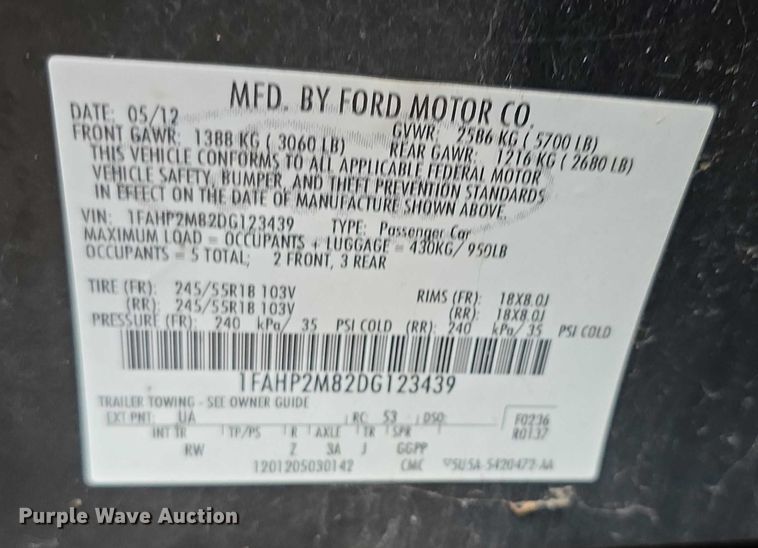 MFD. BY FORD MOTOR CO.
DATE: 05/12 GVWR: 2586 KG ( 5700 LB)
FRONT GAWR: 1388 KG ( 3060 LB) REAR GAWR: 1216 KG ( 2680 LB)
THIS VEHICLE CONFORMS TO ALL APPLICABLE FEDERAL MOTOR
VEHICLE SAFETY, BUMPER, AND THEFT PREVENTION STANDARDS
IN EFFECT ON THE DATE OF MANUFACTURE SHOWN ABOVE.
VIN: 1FAHP2M82DG123439 TYPE: Passenger Car
MAXIMUM LOAD = OCCUPANTS + LUGGAGE = 430KG/ 950LB
OCCUPANTS = 5 TOTAL; 2 FRONT, 3 REAR
TIRE (FR): 245/55R18 103V RIMS (FR): 18X8.0J
(RR): 245/55R18 103V (RR): 18X8.0J
PRESSURE (FR): 240 kPa/ 35 PSI COLD (RR): 240 kPa/ 35 PSI COLD
1FAHP2M82DG123439
TRAILER TOWING - SEE OWNER GUIDE
EXT PNT: UA RC: 53 DSO: F0236
INT TR TP/PS R AXLE TR SPR R0137
RW Z 3A J GGPP
1201205030142 CMC 5U5A-5420472-AA
Purple Wave Auction